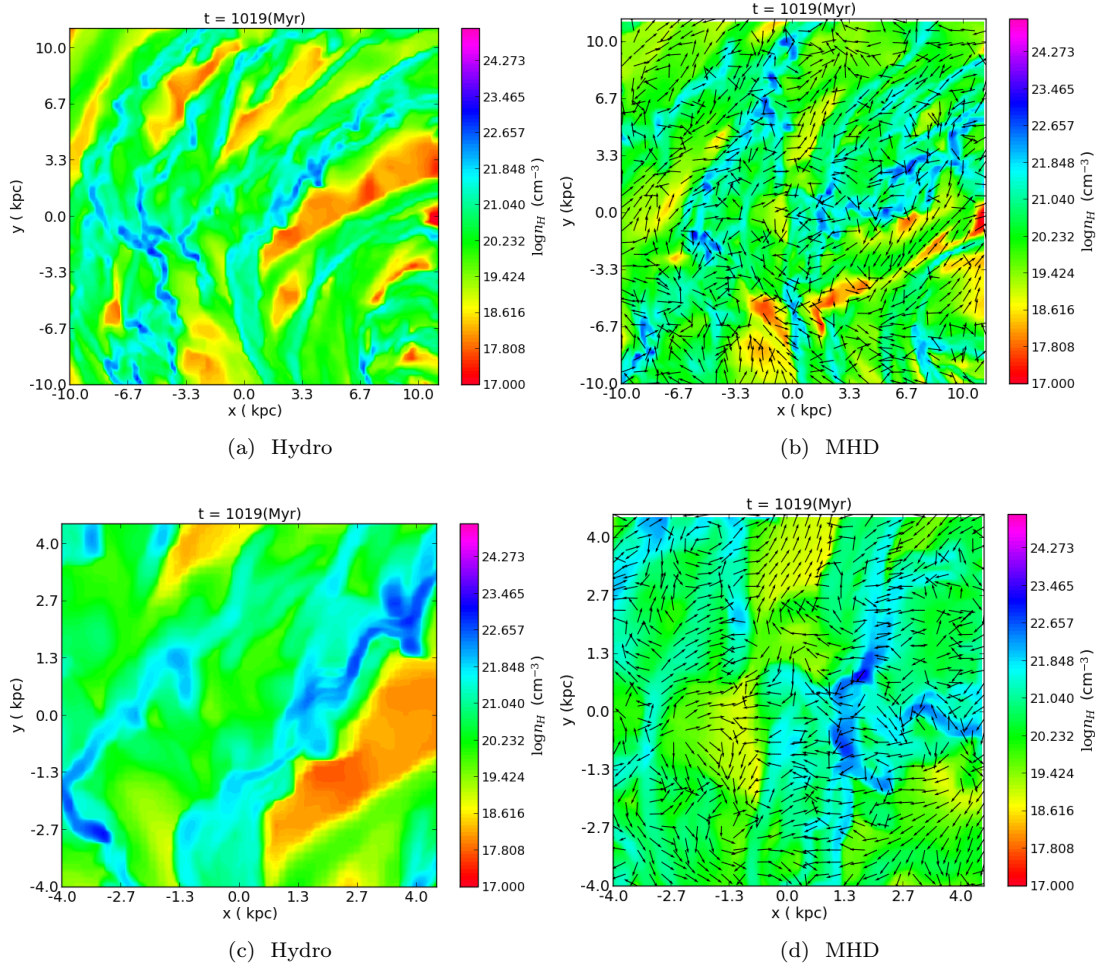 t = 1019(Myr)
10.0
6.7
3.3
0.0
-3.3
-6.7
-10.0
y ( kpc)
-10.0 -6.7 -3.3 0.0 3.3 6.7 10.0
x ( kpc)
24.273
23.465
22.657
21.848
21.040
20.232
19.424
18.616
17.808
17.000
log n_H (cm⁻³)
(a) Hydro
t = 1019(Myr)
10.0
6.7
3.3
0.0
-3.3
-6.7
-10.0
y (kpc)
-10.0 -6.7 -3.3 0.0 3.3 6.7 10.0
x ( kpc)
24.273
23.465
22.657
21.848
21.040
20.232
19.424
18.616
17.808
17.000
log n_H (cm⁻³)
(b) MHD
t = 1019(Myr)
4.0
2.7
1.3
0.0
-1.3
-2.7
-4.0
y ( kpc)
-4.0 -2.7 -1.3 0.0 1.3 2.7 4.0
x ( kpc)
24.273
23.465
22.657
21.848
21.040
20.232
19.424
18.616
17.808
17.000
log n_H (cm⁻³)
(c) Hydro
t = 1019(Myr)
4.0
2.7
1.3
0.0
-1.3
-2.7
-4.0
y (kpc)
-4.0 -2.7 -1.3 0.0 1.3 2.7 4.0
x ( kpc)
24.273
23.465
22.657
21.848
21.040
20.232
19.424
18.616
17.808
17.000
log n_H (cm⁻³)
(d) MHD